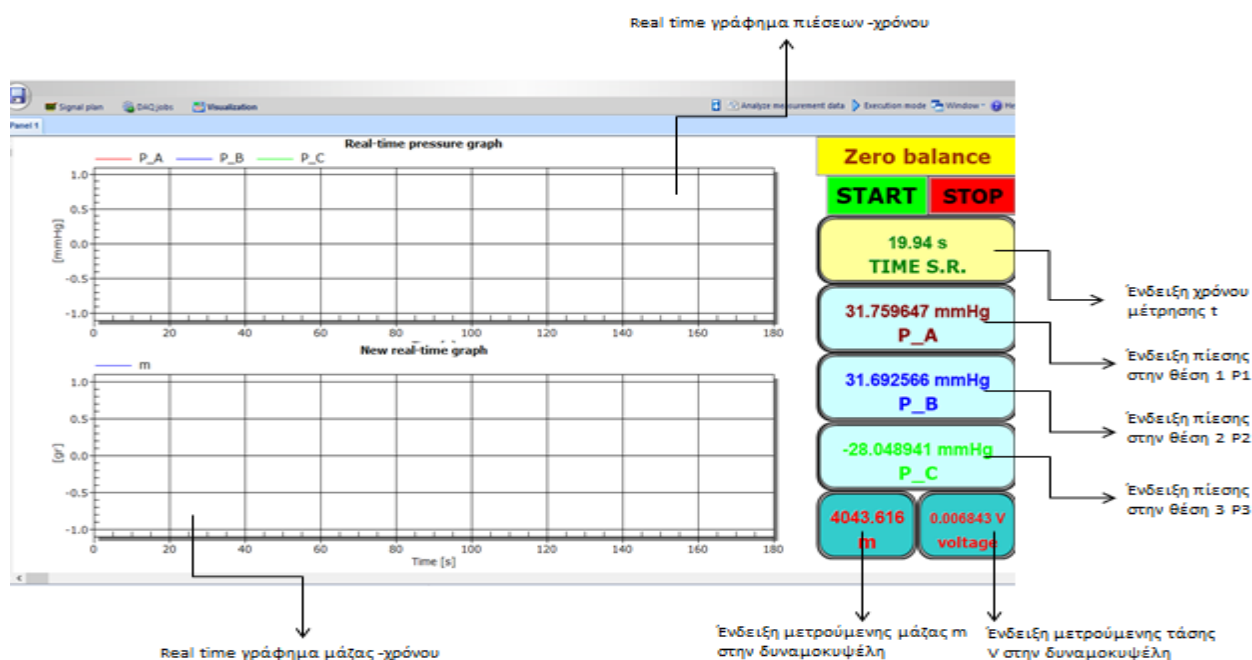 Real time γράφημα πιέσεων -χρόνου
Signal plan DAQ jobs Visualization Analyze measurement data Execution mode Window He
Panel 1
Real-time pressure graph
P_A P_B P_C
1.0
0.5
0.0
-0.5
-1.0
[mmHg]
0 20 40 60 80 100 120 140 160 180
New real-time graph
m
1.0
0.5
0.0
-0.5
-1.0
[gr]
0 20 40 60 80 100 120 140 160 180
Time [s]
Zero balance
START STOP
19.94 s
TIME S.R.
31.759647 mmHg
P_A
31.692566 mmHg
P_B
-28.048941 mmHg
P_C
4043.616
m
0.006843 V
voltage
Ένδειξη χρόνου
μέτρησης t
Ένδειξη πίεσης
στην θέση 1 P1
Ένδειξη πίεσης
στην θέση 2 P2
Ένδειξη πίεσης
στην θέση 3 P3
Real time γράφημα μάζας -χρόνου
Ένδειξη μετρούμενης μάζας m
στην δυναμοκυψέλη
Ένδειξη μετρούμενης τάσης
V στην δυναμοκυψέλη